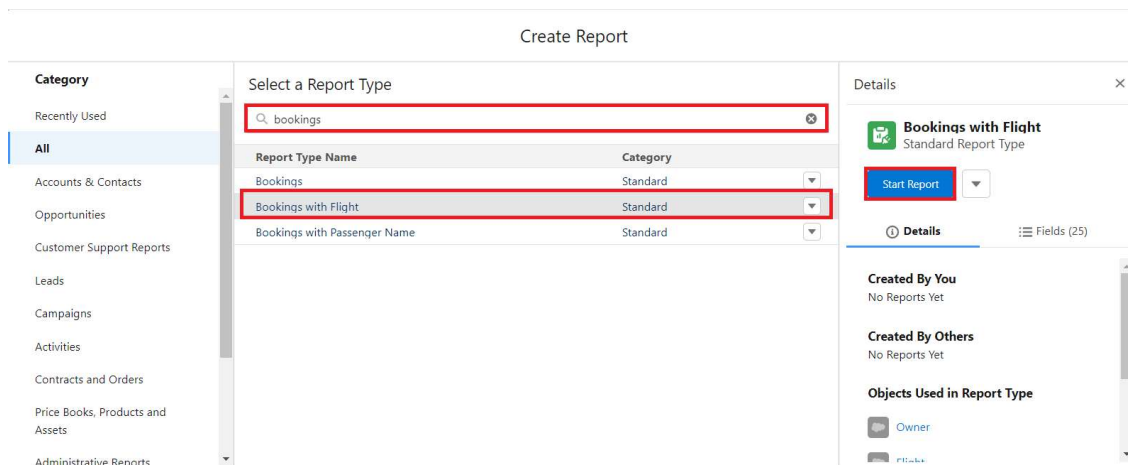 Create Report
Category
Recently Used
All
Accounts & Contacts
Opportunities
Customer Support Reports
Leads
Campaigns
Activities
Contracts and Orders
Price Books, Products and
Assets
Administrative Reports
Select a Report Type
bookings
Report Type Name Category
Bookings Standard
Bookings with Flight Standard
Bookings with Passenger Name Standard
Details
Bookings with Flight
Standard Report Type
Start Report
Details Fields (25)
Created By You
No Reports Yet
Created By Others
No Reports Yet
Objects Used in Report Type
Owner
Flight